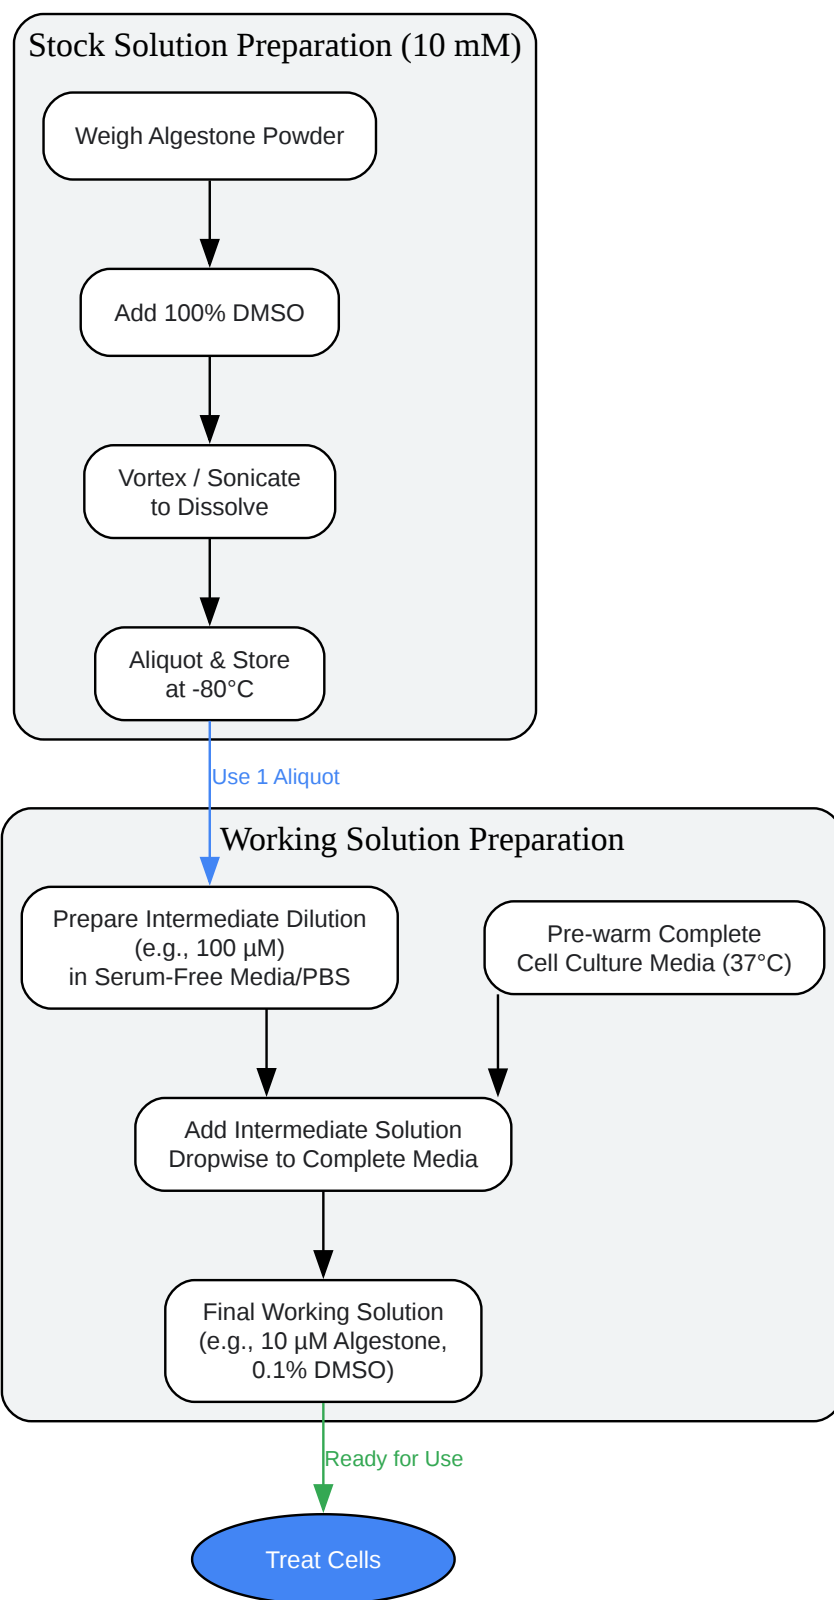 Stock Solution Preparation (10 mM)
Weigh Algestone Powder
Add 100% DMSO
Vortex / Sonicate
to Dissolve
Aliquot & Store
at -80°C
Use 1 Aliquot
Working Solution Preparation
Prepare Intermediate Dilution
(e.g., 100 µM)
in Serum-Free Media/PBS
Pre-warm Complete
Cell Culture Media (37°C)
Add Intermediate Solution
Dropwise to Complete Media
Final Working Solution
(e.g., 10 µM Algestone,
0.1% DMSO)
Ready for Use
Treat Cells